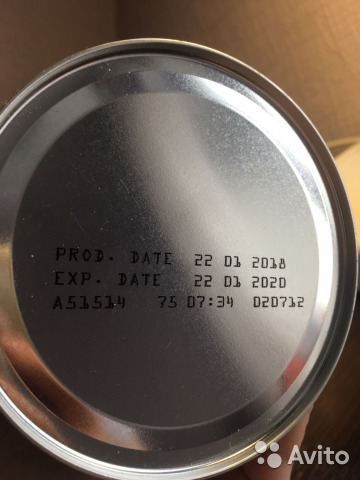 PROD. DATE 22 01 2018
EXP. DATE 22 01 2020
A51514 75 07:34 020712
Avito